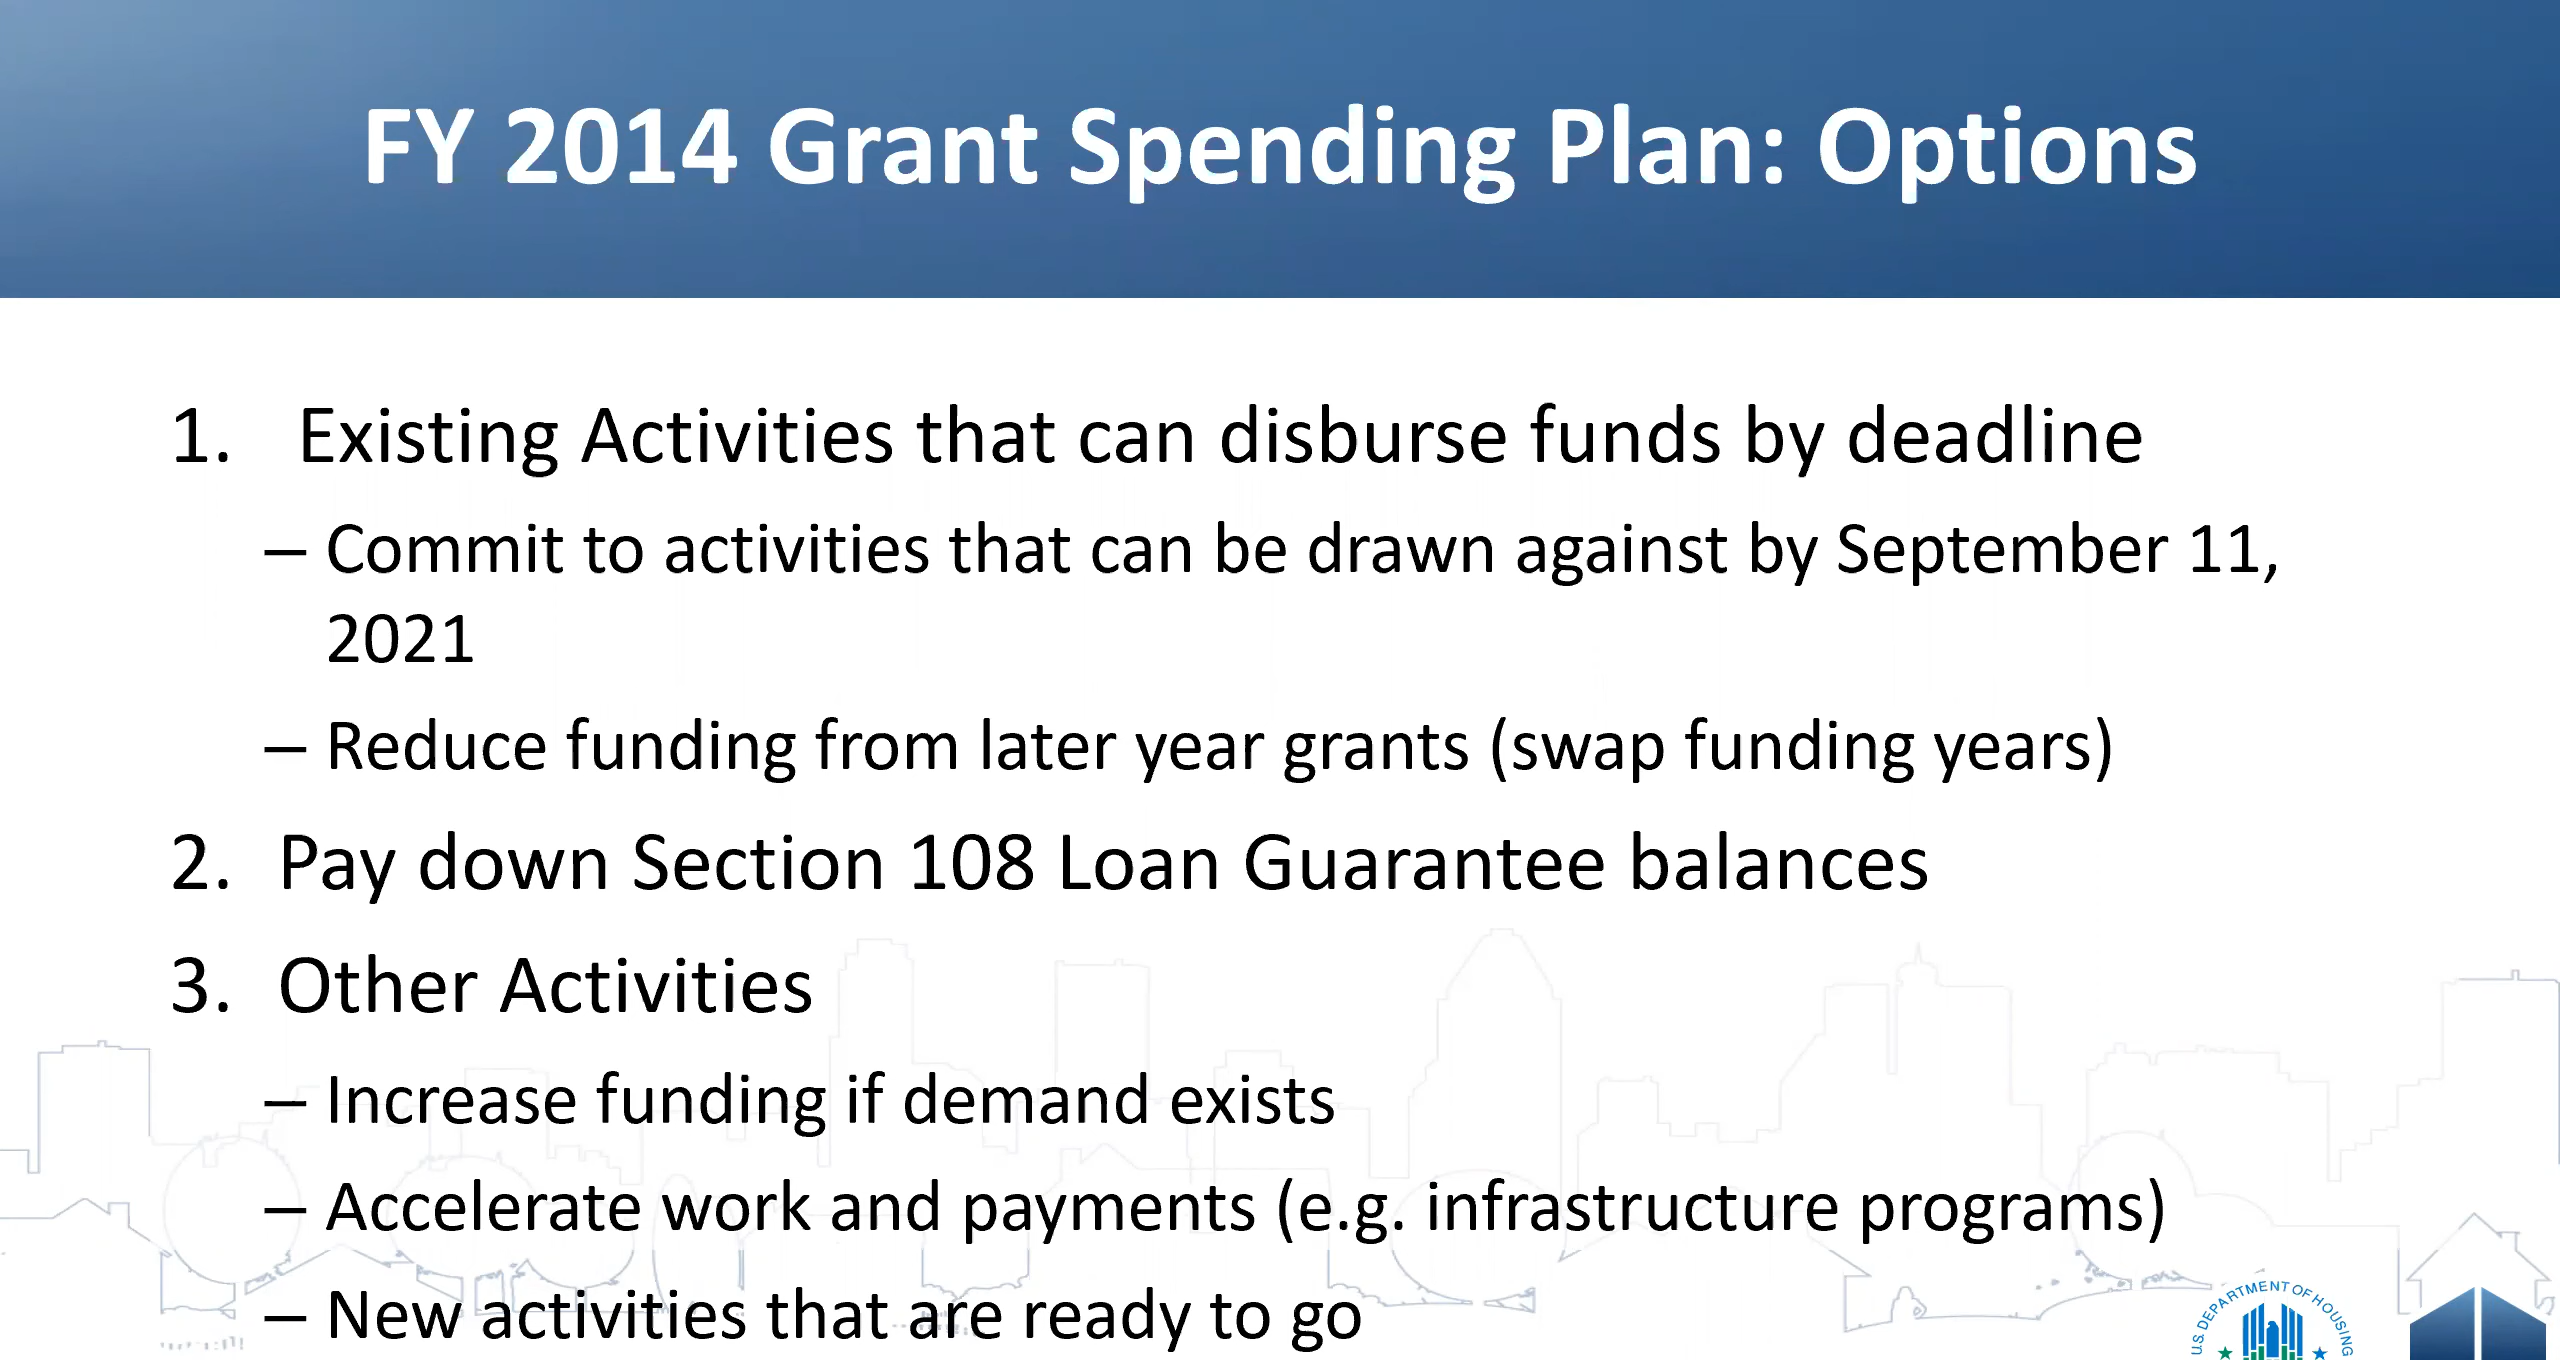 FY 2014 Grant Spending Plan: Options
1. Existing Activities that can disburse funds by deadline
– Commit to activities that can be drawn against by September 11,
2021
– Reduce funding from later year grants (swap funding years)
2. Pay down Section 108 Loan Guarantee balances
3. Other Activities
– Increase funding if demand exists
– Accelerate work and payments (e.g. infrastructure programs)
– New activities that are ready to go
U.S. DEPARTMENT OF HOUSING